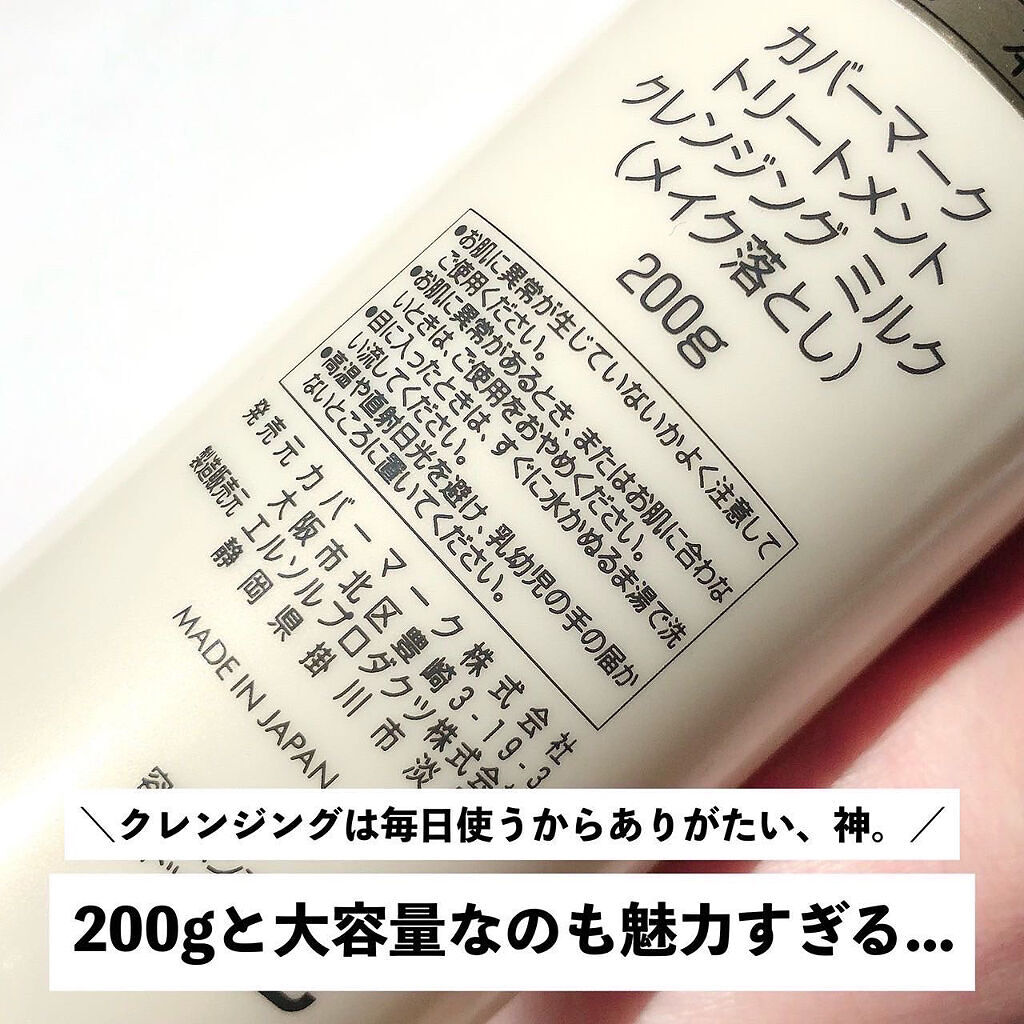 カバーマーク
トリートメント
クレンジング ミルク
(メイク落とし)
200g
●お肌に異常が生じていないかよく注意して
ご使用ください。
●お肌に異常があるとき、またはお肌に合わな
いときは、ご使用をおやめください。
●目に入ったときは、すぐに水かぬるま湯で洗
い流してください。
●高温や直射日光を避け、乳幼児の手の届か
ないところに置いてください。
発売元 カバーマーク株式会社
大阪市北区豊崎3-19-3
製造販売元 エルソルプロダクツ株式会
静岡県掛川市淡
MADE IN JAPAN
\クレンジングは毎日使うからありがたい、神。/
200gと大容量なのも魅力すぎる...